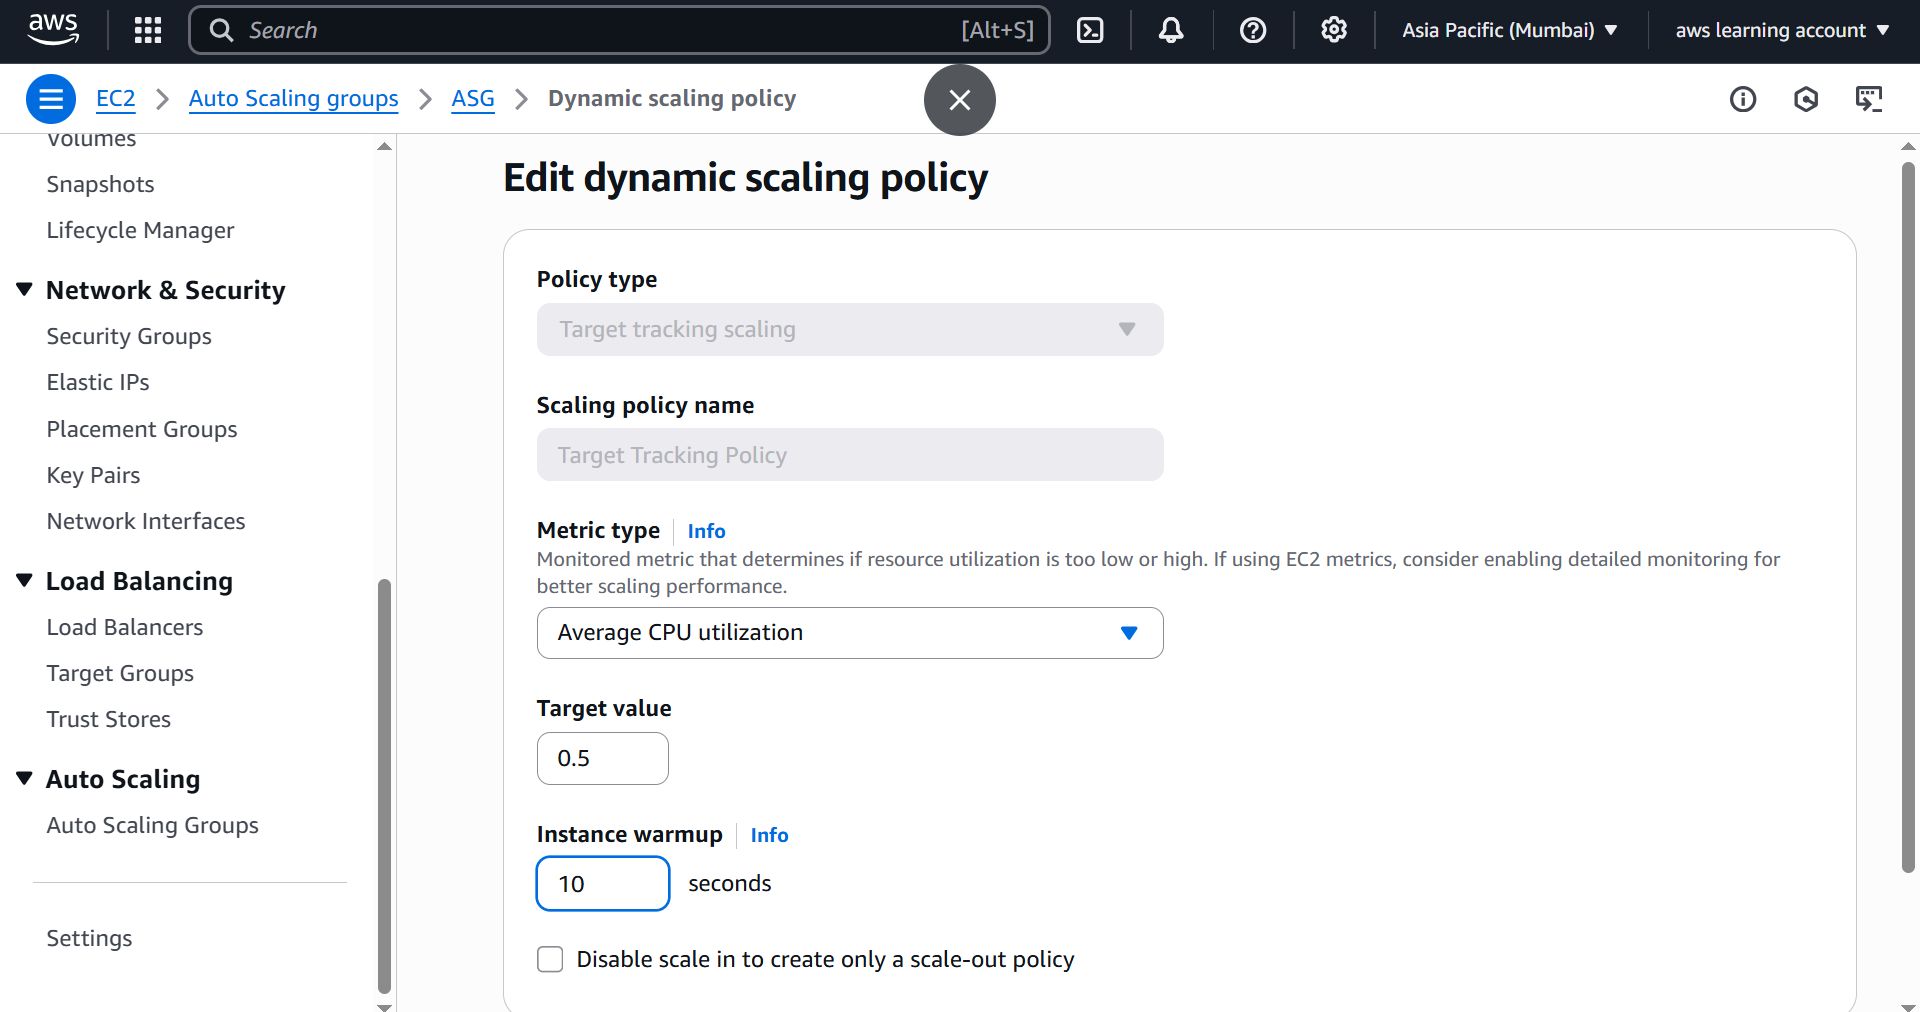 aws
Search [Alt+S]
Asia Pacific (Mumbai)
aws learning account
EC2
Auto Scaling groups
ASG
Dynamic scaling policy
Volumes
Snapshots
Lifecycle Manager
Network & Security
Security Groups
Elastic IPs
Placement Groups
Key Pairs
Network Interfaces
Load Balancing
Load Balancers
Target Groups
Trust Stores
Auto Scaling
Auto Scaling Groups
Settings
Edit dynamic scaling policy
Policy type
Target tracking scaling
Scaling policy name
Target Tracking Policy
Metric type Info
Monitored metric that determines if resource utilization is too low or high. If using EC2 metrics, consider enabling detailed monitoring for
better scaling performance.
Average CPU utilization
Target value
0.5
Instance warmup Info
10 seconds
Disable scale in to create only a scale-out policy